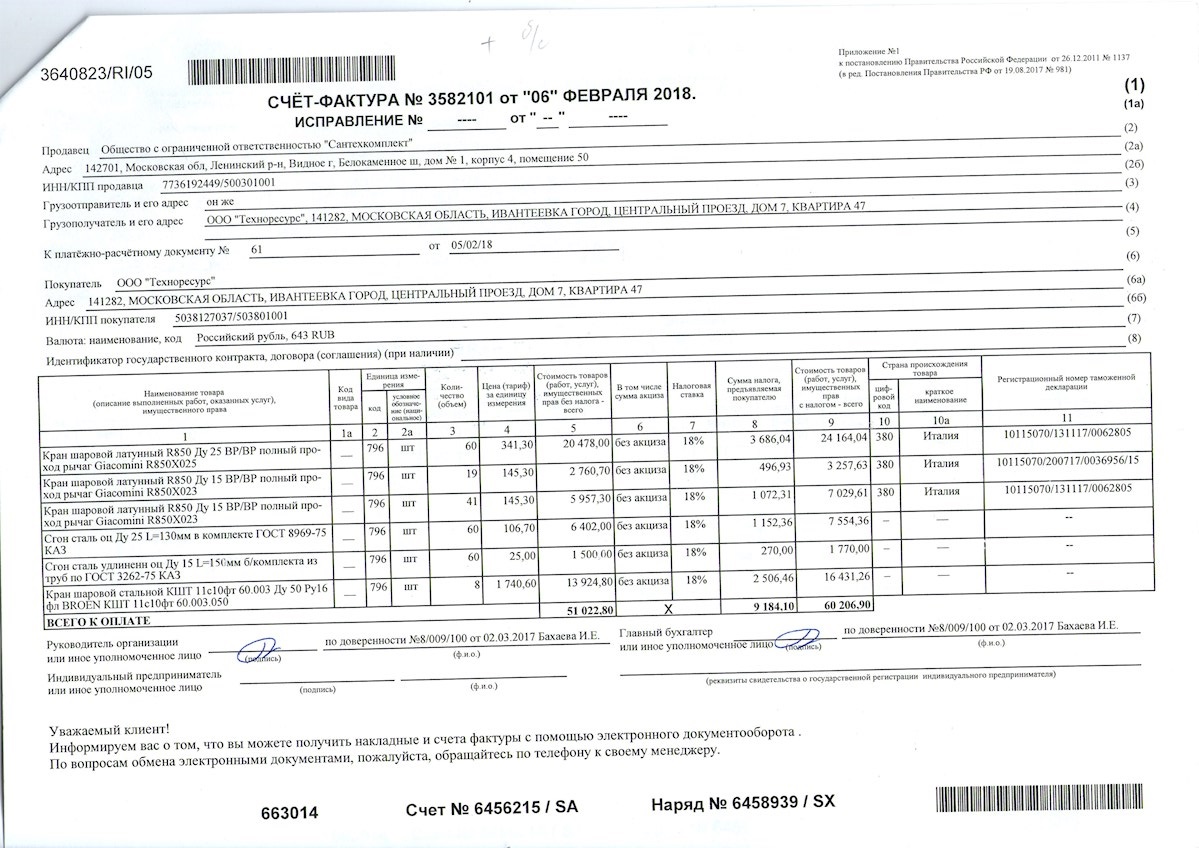 б/с
+
3640823/RI/05
Приложение №1
к постановлению Правительства Российской Федерации от 26.12.2011 № 1137
(в ред. Постановления Правительства РФ от 19.08.2017 № 981)
СЧЁТ-ФАКТУРА № 3582101 от "06" ФЕВРАЛЯ 2018. (1)
ИСПРАВЛЕНИЕ № ---- от " -- " ---- (1а)
Продавец Общество с ограниченной ответственностью "Сантехкомплект" (2)
Адрес 142701, Московская обл, Ленинский р-н, Видное г, Белокаменное ш, дом № 1, корпус 4, помещение 50 (2а)
ИНН/КПП продавца 7736192449/500301001 (2б)
Грузоотправитель и его адрес он же (3)
Грузополучатель и его адрес ООО "Техноресурс", 141282, МОСКОВСКАЯ ОБЛАСТЬ, ИВАНТЕЕВКА ГОРОД, ЦЕНТРАЛЬНЫЙ ПРОЕЗД, ДОМ 7, КВАРТИРА 47 (4)
К платёжно-расчётному документу № 61 от 05/02/18 (5)
Покупатель ООО "Техноресурс" (6)
Адрес 141282, МОСКОВСКАЯ ОБЛАСТЬ, ИВАНТЕЕВКА ГОРОД, ЦЕНТРАЛЬНЫЙ ПРОЕЗД, ДОМ 7, КВАРТИРА 47 (6а)
ИНН/КПП покупателя 5038127037/503801001 (6б)
Валюта: наименование, код Российский рубль, 643 RUB (7)
Идентификатор государственного контракта, договора (соглашения) (при наличии) (8)
Наименование товара
(описание выполненных работ, оказанных услуг),
имущественного права
Код
вида
товара
Единица изме-
рения
код
условное
обозначе-
ние (наци-
ональное)
Коли-
чество
(объем)
Цена (тариф)
за единицу
измерения
Стоимость товаров
(работ, услуг),
имущественных
прав без налога -
всего
В том числе
сумма акциза
Налоговая
ставка
Сумма налога,
предъявляемая
покупателю
Стоимость товаров
(работ, услуг),
имущественных
прав
с налогом - всего
Страна происхождения
товара
циф-
ровой
код
краткое
наименование
Регистрационный номер таможенной
декларации
1 1а 2 2а 3 4 5 6 7 8 9 10 10а 11
Кран шаровой латунный R850 Ду 25 ВР/ВР полный про- — 796 шт 60 341,30 20 478,00 без акциза 18% 3 686,04 24 164,04 380 Италия 10115070/131117/0062805
ход рычаг Giacomini R850X025
Кран шаровой латунный R850 Ду 15 ВР/ВР полный про- — 796 шт 19 145,30 2 760,70 без акциза 18% 496,93 3 257,63 380 Италия 10115070/200717/0036956/15
ход рычаг Giacomini R850X023
Кран шаровой латунный R850 Ду 15 ВР/ВР полный про- — 796 шт 41 145,30 5 957,30 без акциза 18% 1 072,31 7 029,61 380 Италия 10115070/131117/0062805
ход рычаг Giacomini R850X023
Сгон сталь оц Ду 25 L=130мм в комплекте ГОСТ 8969-75 — 796 шт 60 106,70 6 402,00 без акциза 18% 1 152,36 7 554,36 – — --
КАЗ
Сгон сталь удлиненн оц Ду 15 L=150мм б/комплекта из — 796 шт 60 25,00 1 500,00 без акциза 18% 270,00 1 770,00 – — --
труб по ГОСТ 3262-75 КАЗ
Кран шаровой стальной КШТ 11с10фт 60.003 Ду 50 Ру16 — 796 шт 8 1 740,60 13 924,80 без акциза 18% 2 506,46 16 431,26 – — --
фл BROEN КШТ 11с10фт 60.003.050
ВСЕГО К ОПЛАТЕ 51 022,80 X 9 184,10 60 206,90
Руководитель организации
или иное уполномоченное лицо
(подпись)
по доверенности №8/009/100 от 02.03.2017 Бахаева И.Е.
(ф.и.о.)
Главный бухгалтер
или иное уполномоченное лицо
(подпись)
по доверенности №8/009/100 от 02.03.2017 Бахаева И.Е.
(ф.и.о.)
Индивидуальный предприниматель
или иное уполномоченное лицо
(подпись)
(ф.и.о.)
(реквизиты свидетельства о государственной регистрации индивидуального предпринимателя)
Уважаемый клиент!
Информируем вас о том, что вы можете получить накладные и счета фактуры с помощью электронного документооборота .
По вопросам обмена электронными документами, пожалуйста, обращайтесь по телефону к своему менеджеру.
663014 Счет № 6456215 / SA Наряд № 6458939 / SX